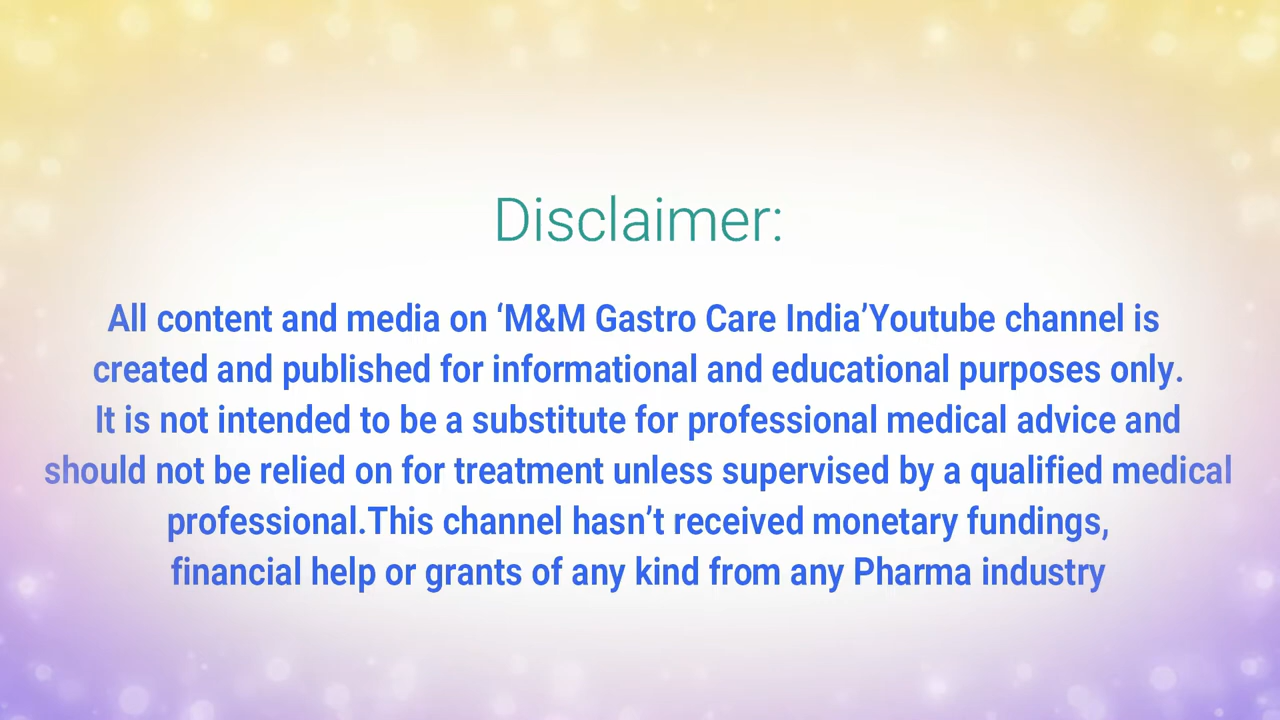 Disclaimer:
All content and media on ‘M&M Gastro Care India’Youtube channel is
created and published for informational and educational purposes only.
It is not intended to be a substitute for professional medical advice and
should not be relied on for treatment unless supervised by a qualified medical
professional.This channel hasn’t received monetary fundings,
financial help or grants of any kind from any Pharma industry